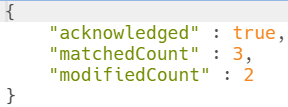 {
    "acknowledged" : true,
    "matchedCount" : 3,
    "modifiedCount" : 2
}